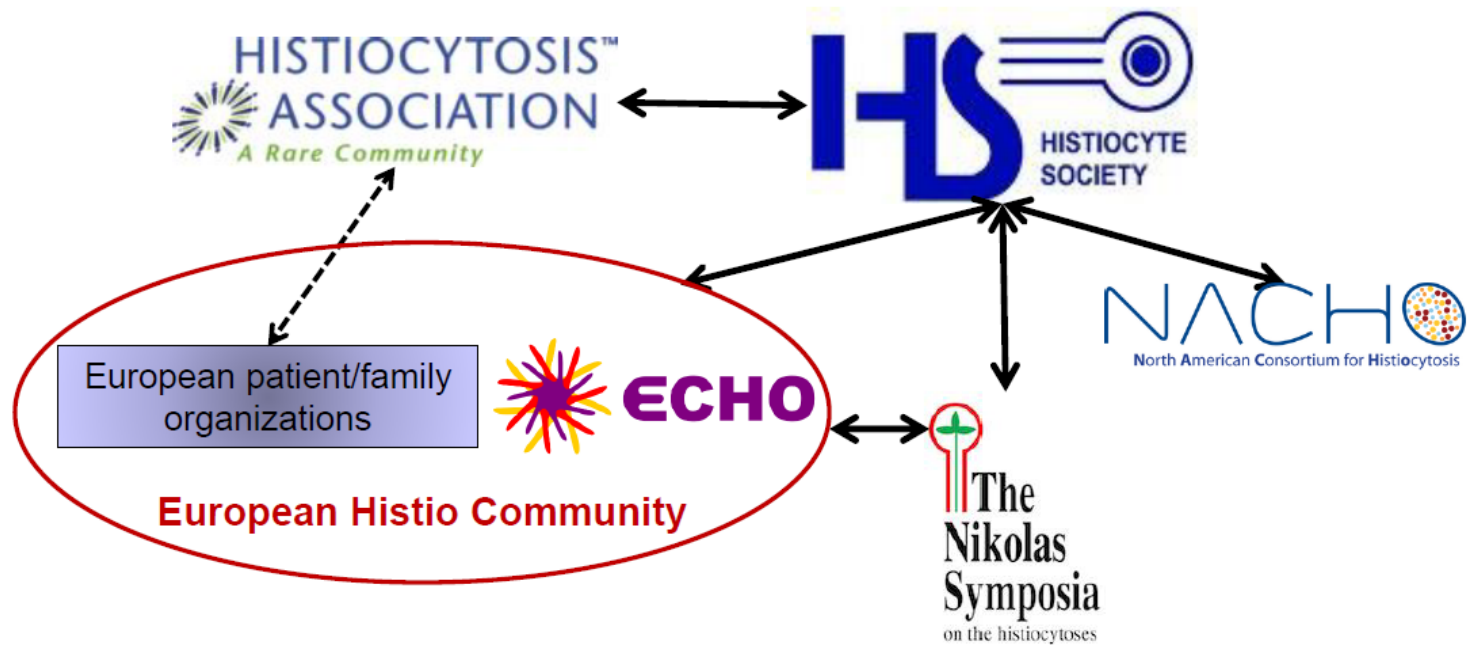 HISTIOCYTOSIS™
ASSOCIATION
A Rare Community
HS
HISTIOCYTE
SOCIETY
NACHO
North American Consortium for Histiocytosis
European patient/family
organizations
ECHO
European Histio Community
The
Nikolas
Symposia
on the histiocytoses